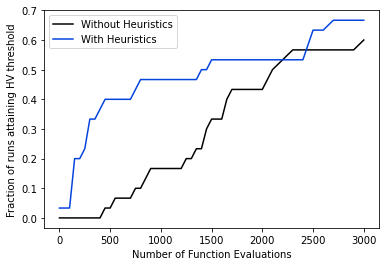 Fraction of runs attaining HV threshold
0.7
0.6
0.5
0.4
0.3
0.2
0.1
0.0
Without Heuristics
With Heuristics
0 500 1000 1500 2000 2500 3000
Number of Function Evaluations